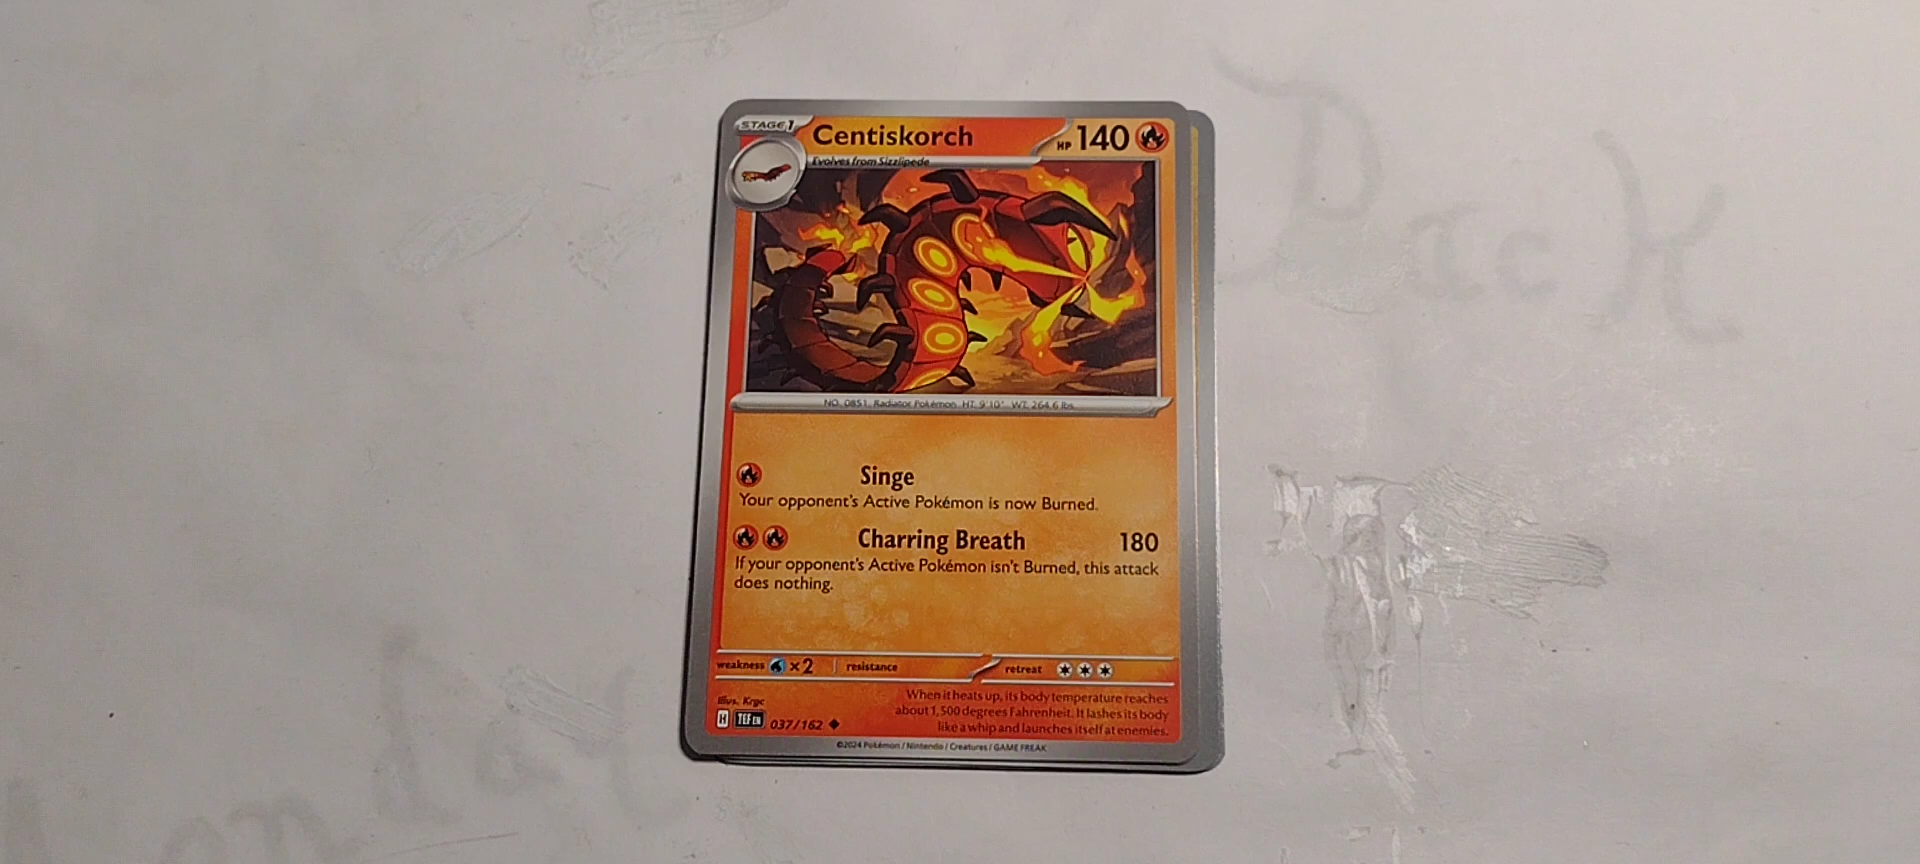 STAGE 1
Centiskorch
HP 140
Evolves from Sizzlipede
NO. 0851 Radiator Pokémon HT. 9'10" WT. 264.6 lbs.
Singe
Your opponent's Active Pokémon is now Burned.
Charring Breath 180
If your opponent's Active Pokémon isn't Burned, this attack
does nothing.
weakness ×2 resistance retreat
Illus. Krgc
When it heats up, its body temperature reaches
about 1,500 degrees Fahrenheit. It lashes its body
like a whip and launches itself at enemies.
H TEF EN 037/162
©2024 Pokémon / Nintendo / Creatures / GAME FREAK
Pack